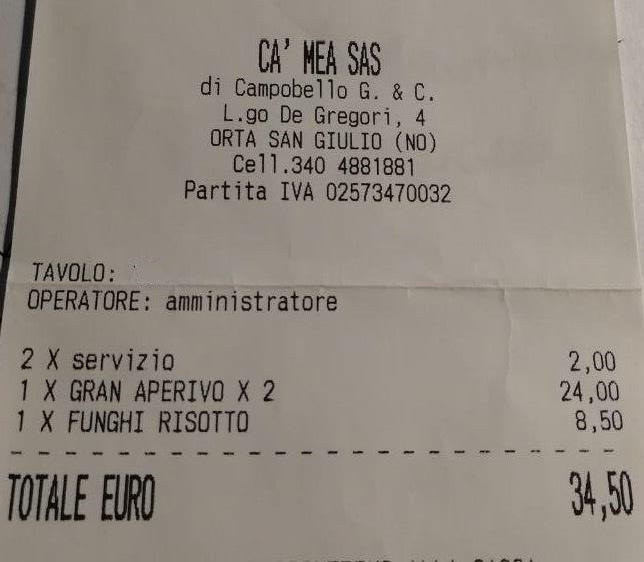 CA' MEA SAS
di Campobello G. & C.
L.go De Gregori, 4
ORTA SAN GIULIO (NO)
Cell.340 4881881
Partita IVA 02573470032
TAVOLO:
OPERATORE: amministratore
2 X servizio 2,00
1 X GRAN APERIVO X 2 24,00
1 X FUNGHI RISOTTO 8,50
TOTALE EURO 34,50